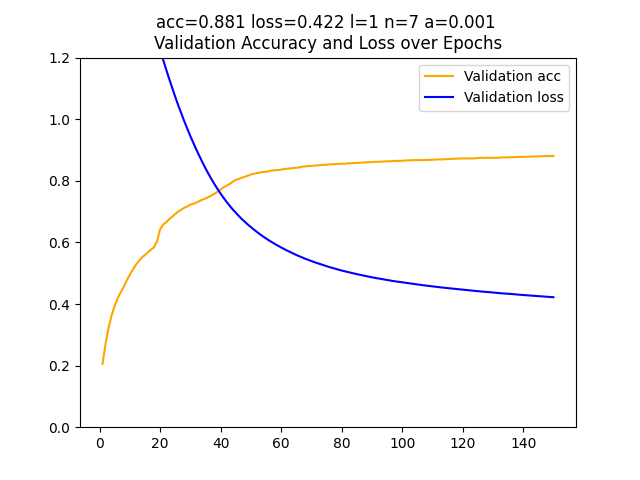 acc=0.881 loss=0.422 l=1 n=7 a=0.001
Validation Accuracy and Loss over Epochs
Validation acc
Validation loss
1.2
1.0
0.8
0.6
0.4
0.2
0.0
0 20 40 60 80 100 120 140